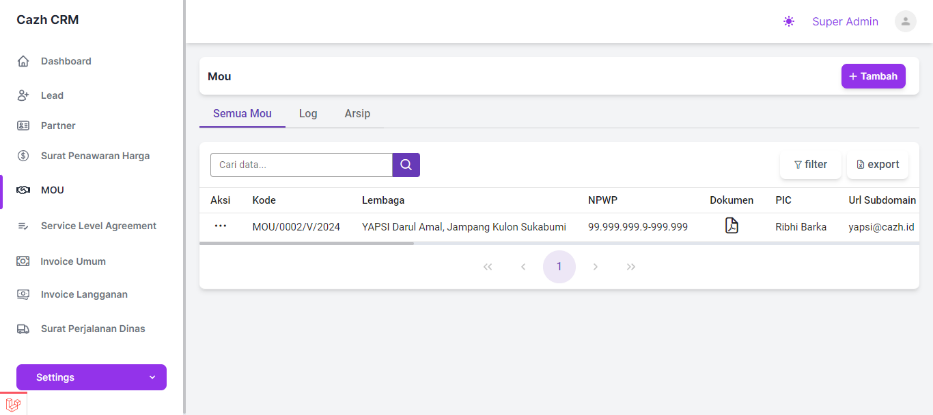 Cazh CRM
Super Admin
Dashboard
Lead
Partner
Surat Penawaran Harga
MOU
Service Level Agreement
Invoice Umum
Invoice Langganan
Surat Perjalanan Dinas
Settings
Mou
+ Tambah
Semua Mou Log Arsip
Cari data...
filter export
Aksi Kode Lembaga NPWP Dokumen PIC Url Subdomain
... MOU/0002/V/2024 YAPSI Darul Amal, Jampang Kulon Sukabumi 99.999.999.9-999.999 Ribhi Barka yapsi@cazh.id
<< < 1 > >>